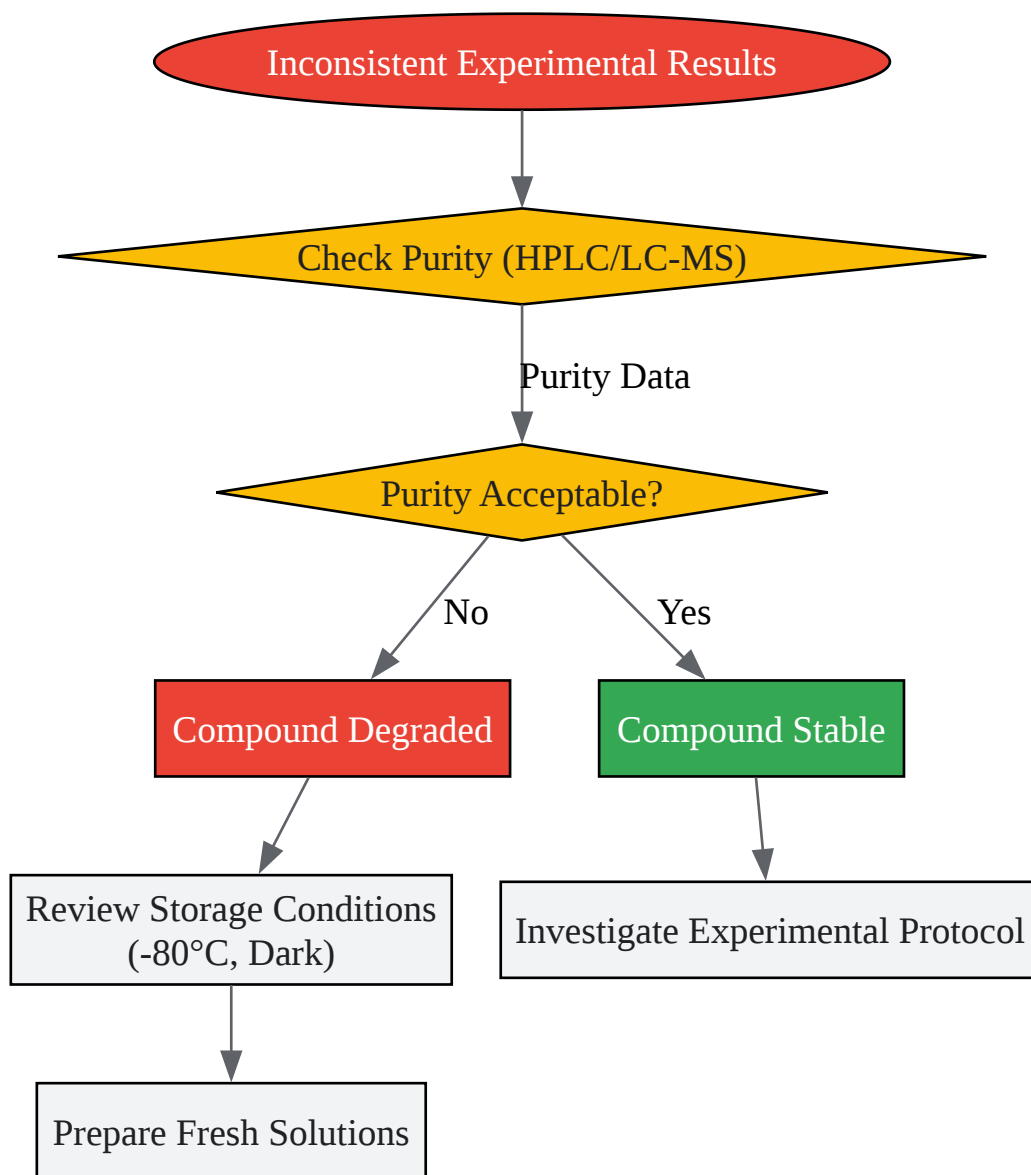 Inconsistent Experimental Results
Check Purity (HPLC/LC-MS)
Purity Data
Purity Acceptable?
No
Yes
Compound Degraded
Compound Stable
Review Storage Conditions
(-80°C, Dark)
Investigate Experimental Protocol
Prepare Fresh Solutions